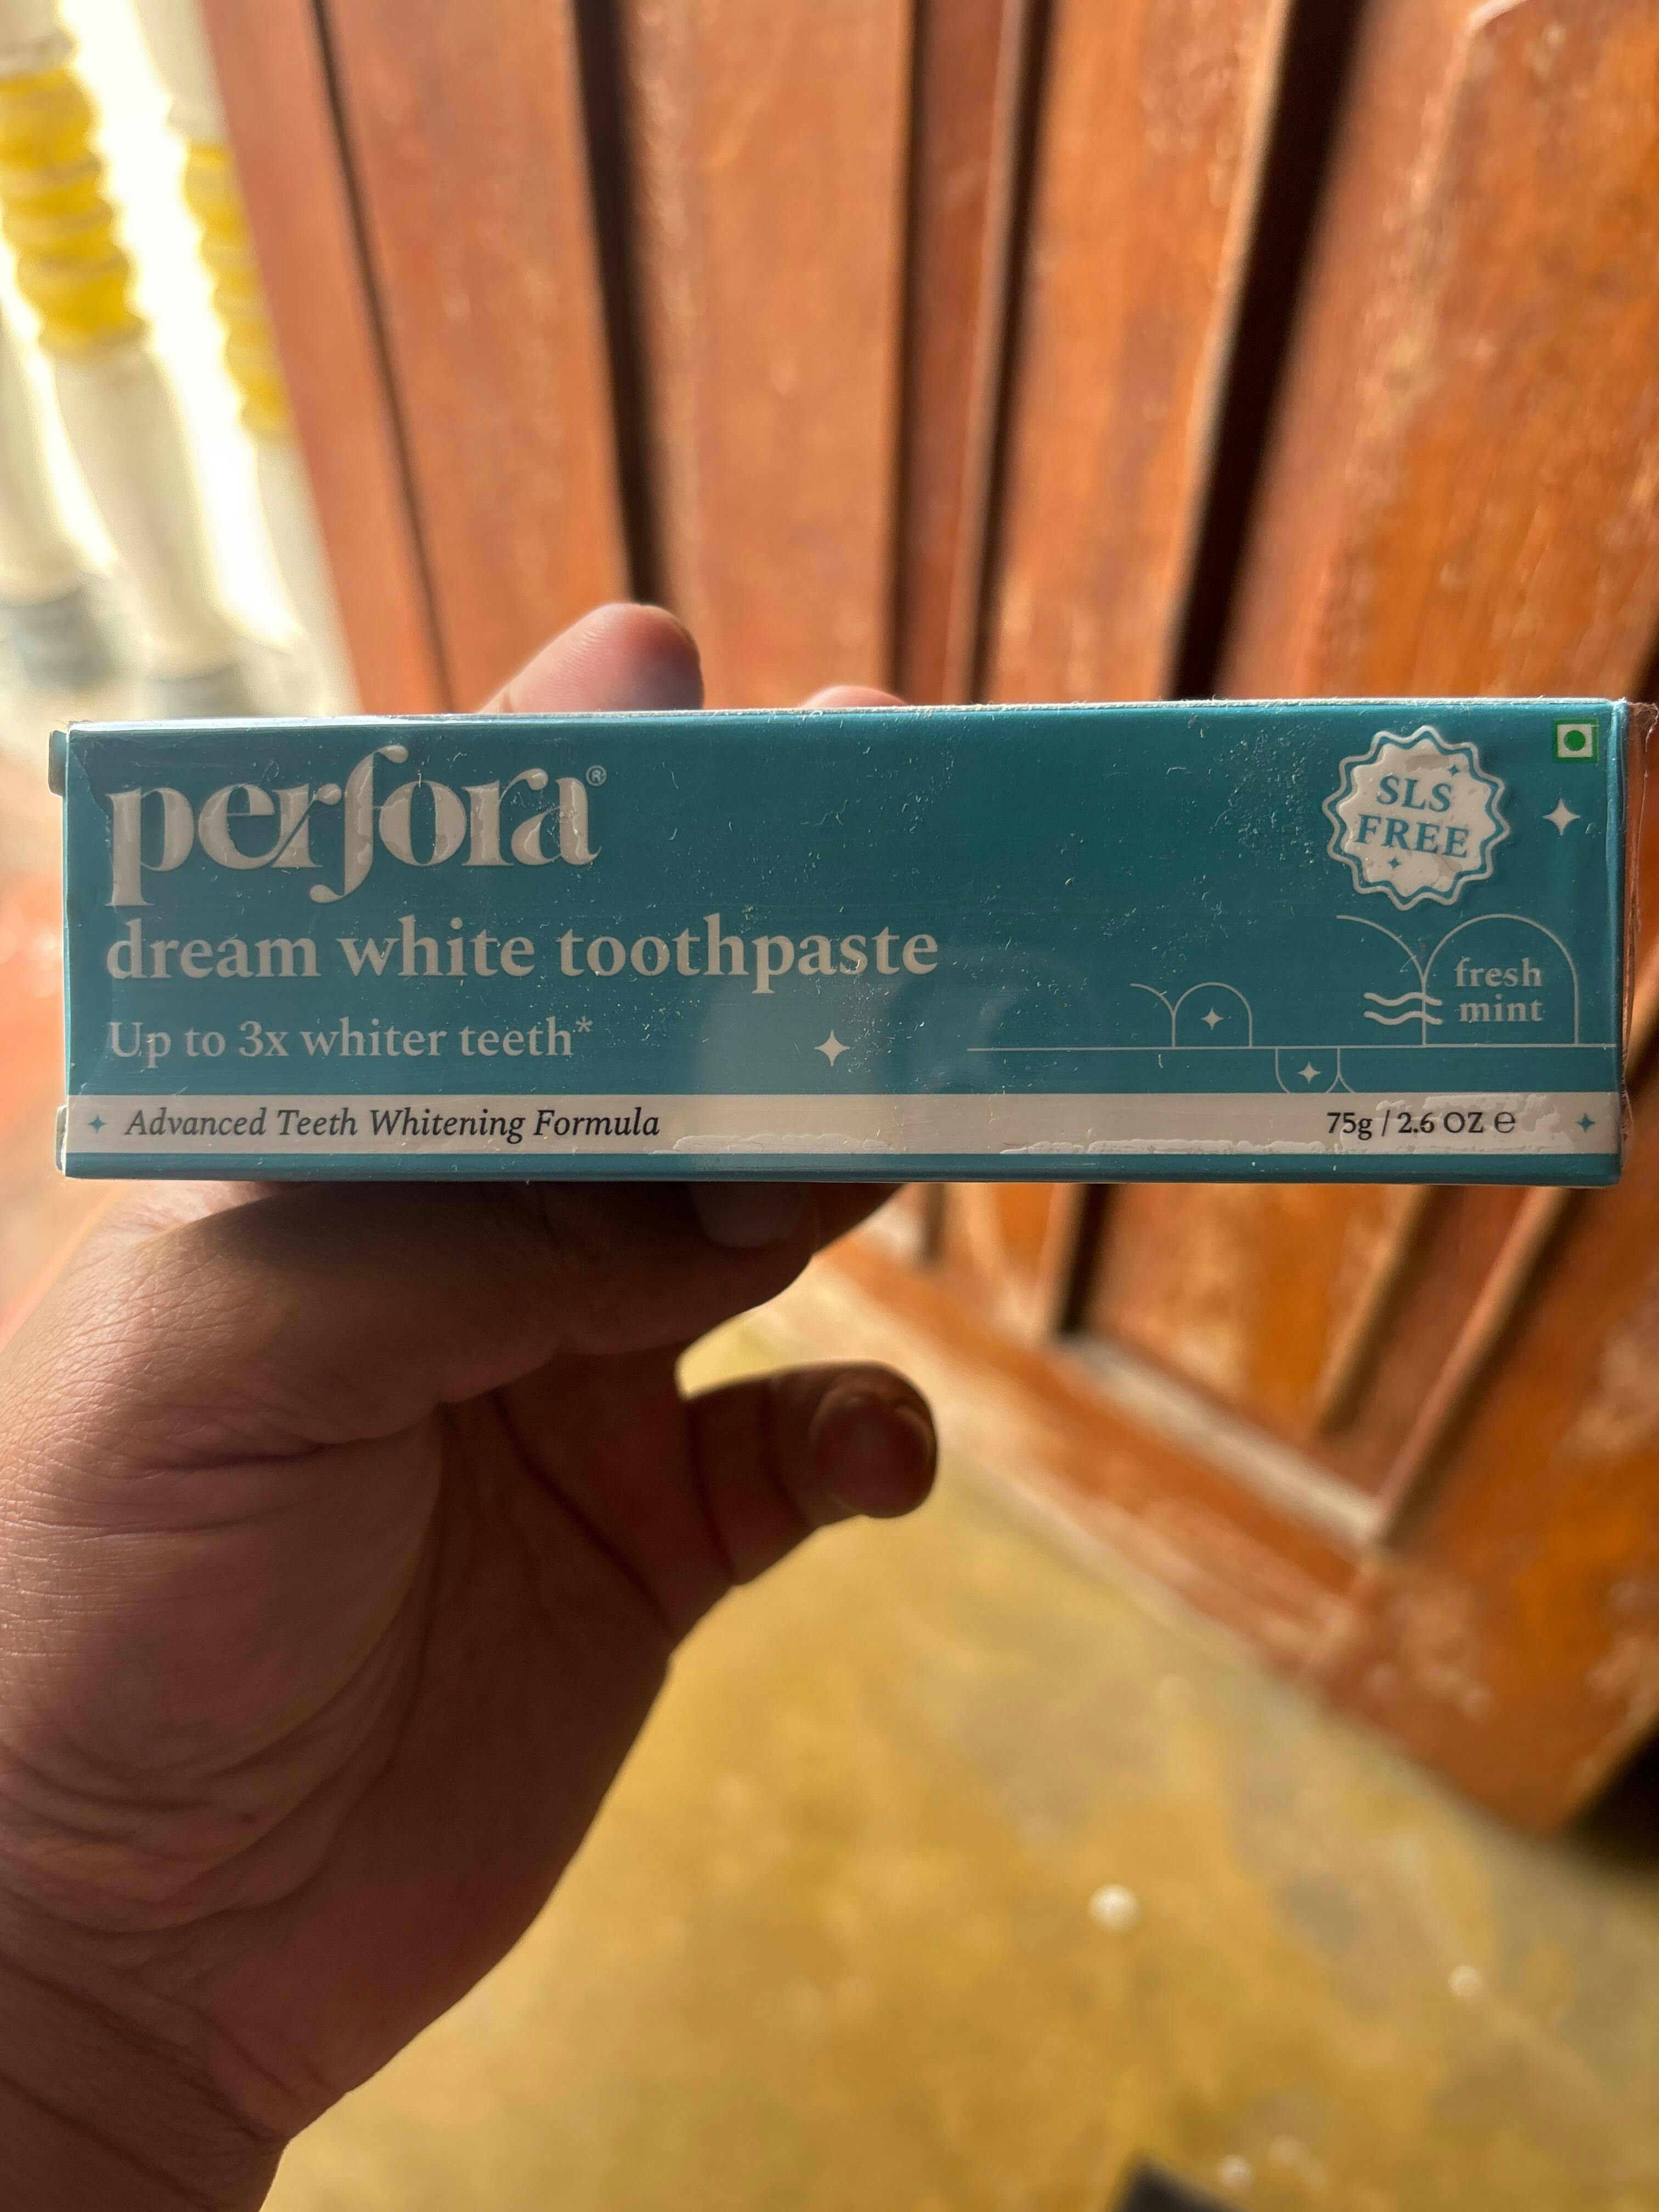 perfora®
dream white toothpaste
Up to 3x whiter teeth*
Advanced Teeth Whitening Formula
SLS
FREE
fresh
mint
75g / 2.6 OZ ℮